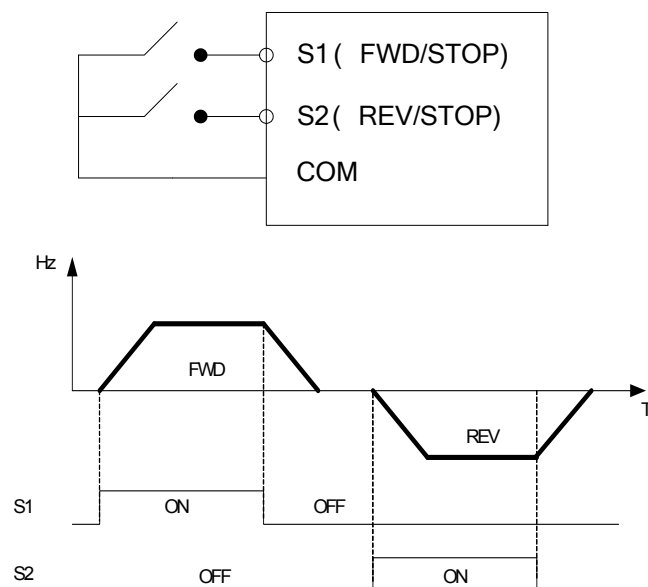 S1( FWD/STOP)
S2( REV/STOP)
COM
Hz
FWD
T
REV
S1 ON OFF
S2 OFF ON